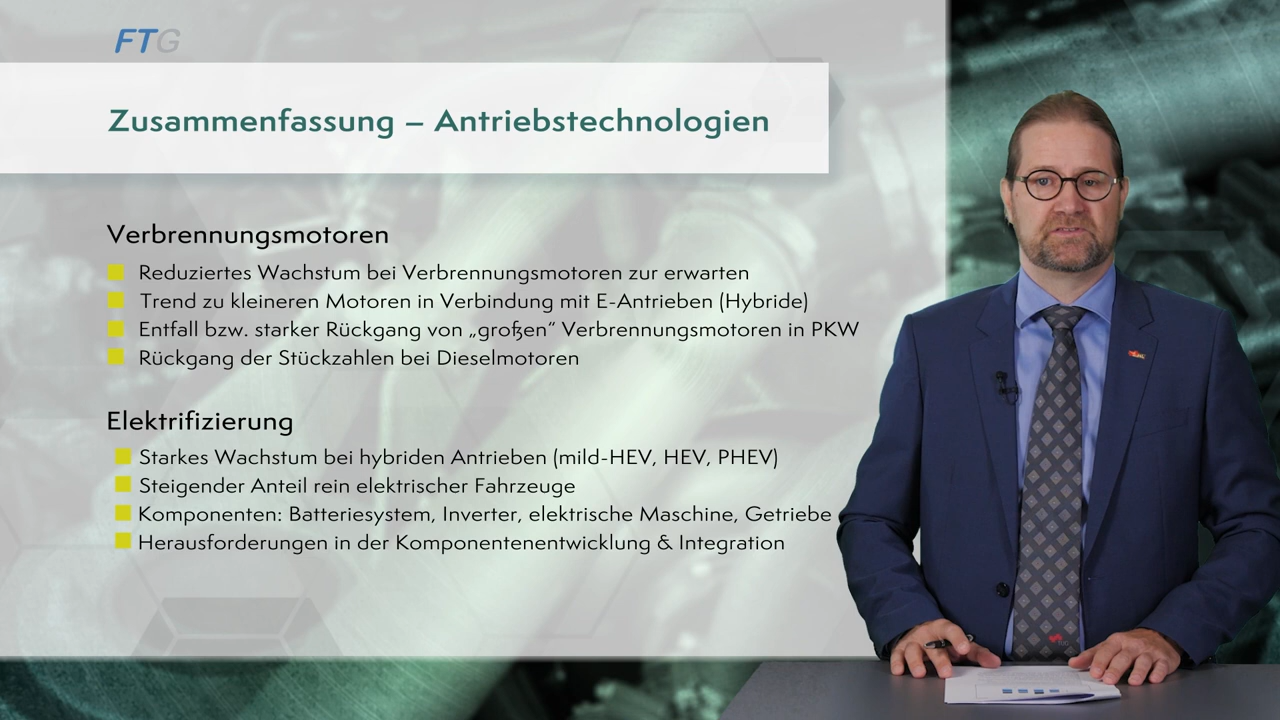 FTG
Zusammenfassung – Antriebstechnologien
Verbrennungsmotoren
Reduziertes Wachstum bei Verbrennungsmotoren zur erwarten
Trend zu kleineren Motoren in Verbindung mit E-Antrieben (Hybride)
Entfall bzw. starker Rückgang von „großen“ Verbrennungsmotoren in PKW
Rückgang der Stückzahlen bei Dieselmotoren
Elektrifizierung
Starkes Wachstum bei hybriden Antrieben (mild-HEV, HEV, PHEV)
Steigender Anteil rein elektrischer Fahrzeuge
Komponenten: Batteriesystem, Inverter, elektrische Maschine, Getriebe
Herausforderungen in der Komponentenentwicklung & Integration